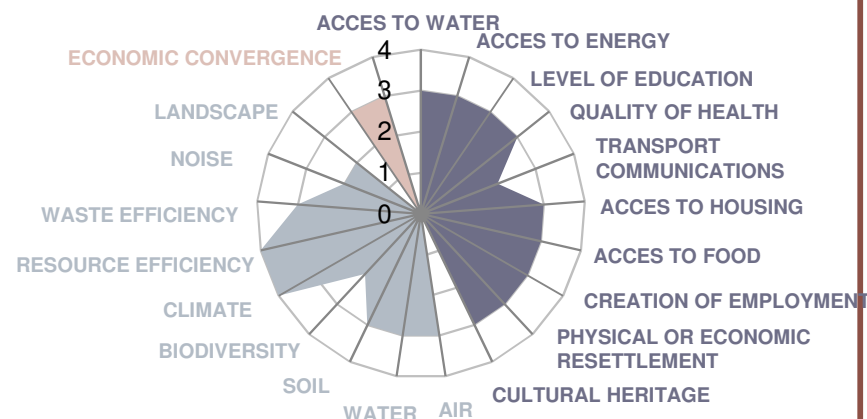 ACCES TO WATER
ACCES TO ENERGY
LEVEL OF EDUCATION
QUALITY OF HEALTH
TRANSPORT
COMMUNICATIONS
ACCES TO HOUSING
ACCES TO FOOD
CREATION OF EMPLOYMENT
PHYSICAL OR ECONOMIC
RESETTLEMENT
CULTURAL HERITAGE
AIR
WATER
SOIL
BIODIVERSITY
CLIMATE
RESOURCE EFFICIENCY
WASTE EFFICIENCY
NOISE
LANDSCAPE
ECONOMIC CONVERGENCE
4
3
2
1
0